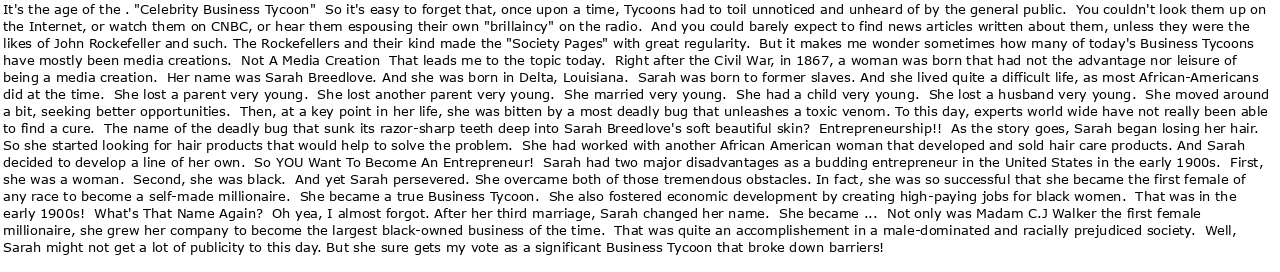 It's the age of the . "Celebrity Business Tycoon"  So it's easy to forget that, once upon a time, Tycoons had to toil unnoticed and unheard of by the general public.  You couldn't look them up on
the Internet, or watch them on CNBC, or hear them espousing their own "brillaincy" on the radio.  And you could barely expect to find news articles written about them, unless they were the
likes of John Rockefeller and such. The Rockefellers and their kind made the "Society Pages" with great regularity.  But it makes me wonder sometimes how many of today's Business Tycoons
have mostly been media creations.  Not A Media Creation  That leads me to the topic today.  Right after the Civil War, in 1867, a woman was born that had not the advantage nor leisure of
being a media creation.  Her name was Sarah Breedlove. And she was born in Delta, Louisiana.  Sarah was born to former slaves. And she lived quite a difficult life, as most African-Americans
did at the time.  She lost a parent very young.  She lost another parent very young.  She married very young.  She had a child very young.  She lost a husband very young.  She moved around
a bit, seeking better opportunities.  Then, at a key point in her life, she was bitten by a most deadly bug that unleashes a toxic venom. To this day, experts world wide have not really been able
to find a cure.  The name of the deadly bug that sunk its razor-sharp teeth deep into Sarah Breedlove's soft beautiful skin?  Entrepreneurship!!  As the story goes, Sarah began losing her hair.
So she started looking for hair products that would help to solve the problem.  She had worked with another African American woman that developed and sold hair care products. And Sarah
decided to develop a line of her own.  So YOU Want To Become An Entrepreneur!  Sarah had two major disadvantages as a budding entrepreneur in the United States in the early 1900s.  First,
she was a woman.  Second, she was black.  And yet Sarah persevered. She overcame both of those tremendous obstacles. In fact, she was so successful that she became the first female of
any race to become a self-made millionaire.  She became a true Business Tycoon.  She also fostered economic development by creating high-paying jobs for black women.  That was in the
early 1900s!  What's That Name Again?  Oh yea, I almost forgot. After her third marriage, Sarah changed her name.  She became ...  Not only was Madam C.J Walker the first female
millionaire, she grew her company to become the largest black-owned business of the time.  That was quite an accomplishment in a male-dominated and racially prejudiced society.  Well,
Sarah might not get a lot of publicity to this day. But she sure gets my vote as a significant Business Tycoon that broke down barriers!